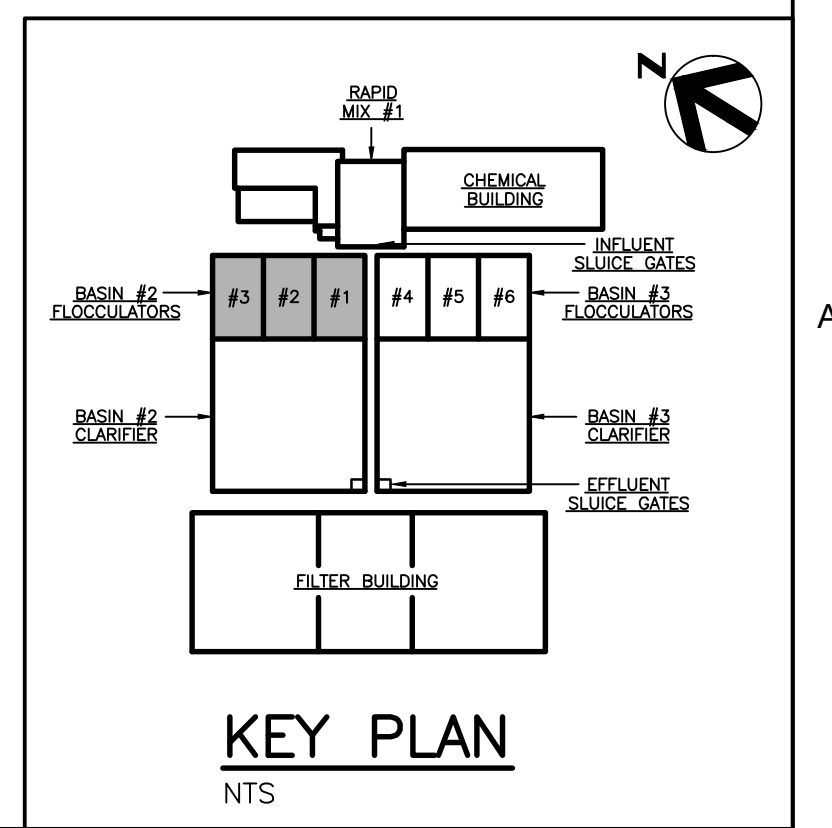 N
RAPID
MIX #1
CHEMICAL
BUILDING
INFLUENT
SLUICE GATES
BASIN #2
FLOCCULATORS
#3
#2
#1
#4
#5
#6
BASIN #3
FLOCCULATORS
BASIN #2
CLARIFIER
BASIN #3
CLARIFIER
EFFLUENT
SLUICE GATES
FILTER BUILDING
KEY PLAN
NTS
A